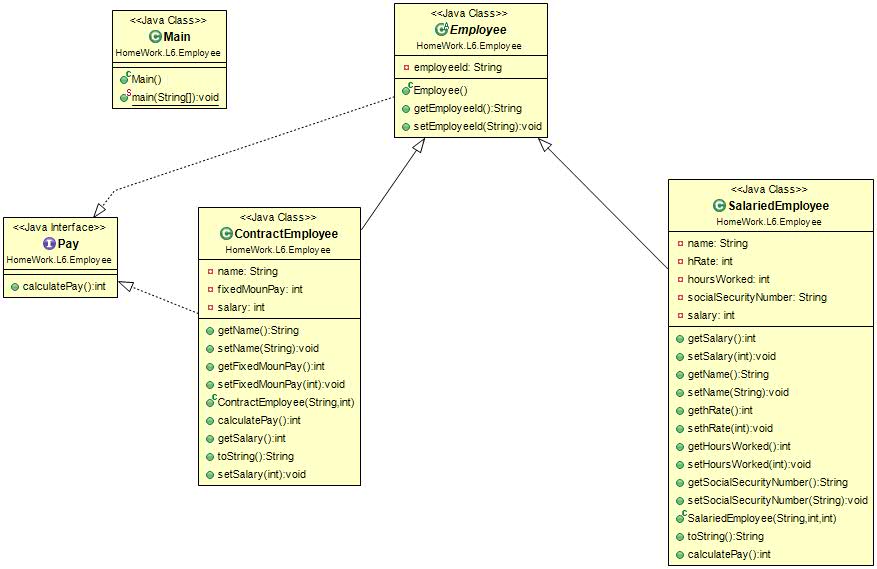 <<Java Class>>
Main
HomeWork.L6.Employee
Main()
main(String[]):void
<<Java Class>>
Employee
HomeWork.L6.Employee
employeeId: String
Employee()
getEmployeeId():String
setEmployeeId(String):void
<<Java Interface>>
Pay
HomeWork.L6.Employee
calculatePay():int
<<Java Class>>
ContractEmployee
HomeWork.L6.Employee
name: String
fixedMounPay: int
salary: int
getName():String
setName(String):void
getFixedMounPay():int
setFixedMounPay(int):void
ContractEmployee(String,int)
calculatePay():int
getSalary():int
toString():String
setSalary(int):void
<<Java Class>>
SalariedEmployee
HomeWork.L6.Employee
name: String
hRate: int
hoursWorked: int
socialSecurityNumber: String
salary: int
getSalary():int
setSalary(int):void
getName():String
setName(String):void
gethRate():int
sethRate(int):void
getHoursWorked():int
setHoursWorked(int):void
getSocialSecurityNumber():String
setSocialSecurityNumber(String):void
SalariedEmployee(String,int,int)
toString():String
calculatePay():int